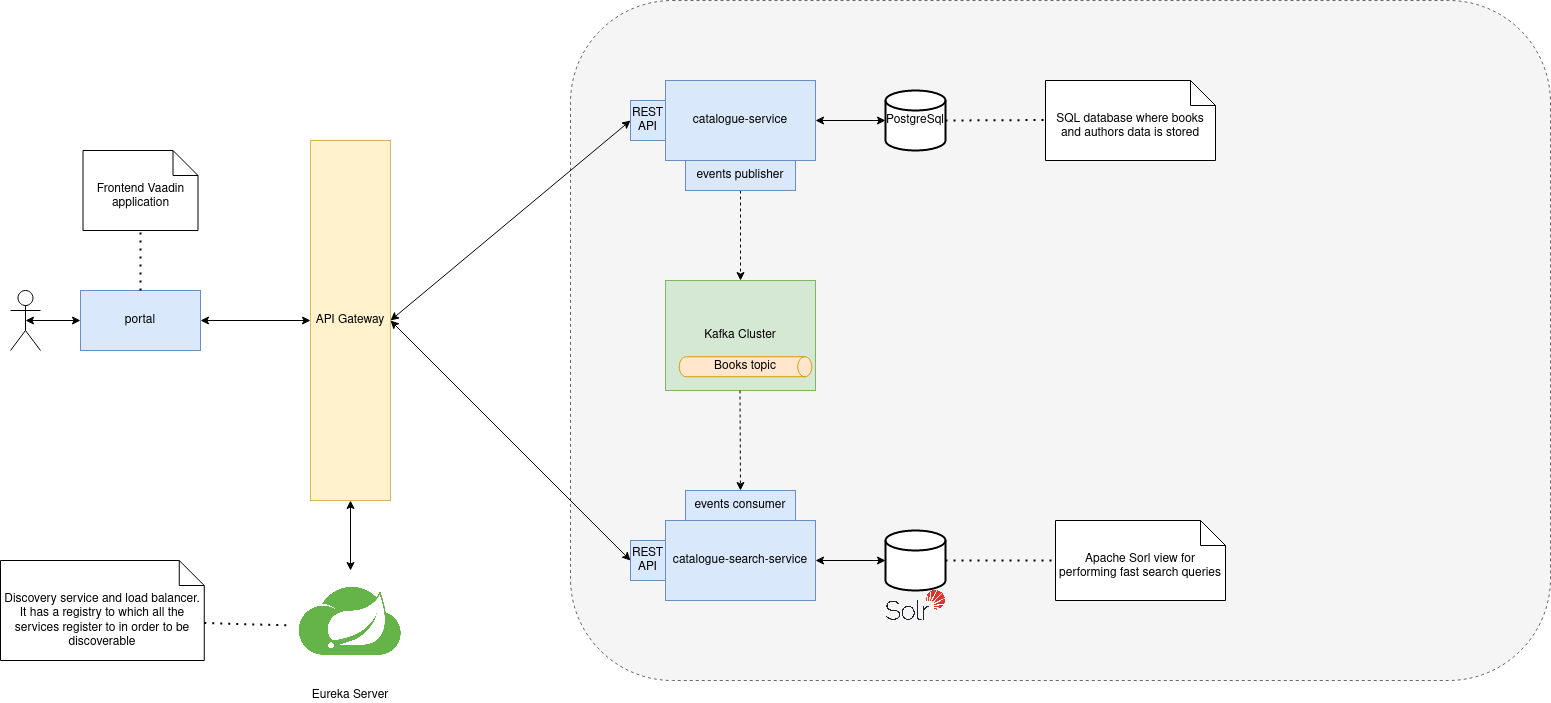 REST
API
catalogue-service
PostgreSql
SQL database where books
and authors data is stored
events publisher
Frontend Vaadin
application
portal
API Gateway
Kafka Cluster
Books topic
events consumer
REST
API
catalogue-search-service
Apache Sorl view for
performing fast search queries
Solr
Discovery service and load balancer.
It has a registry to which all the
services register to in order to be
discoverable
Eureka Server